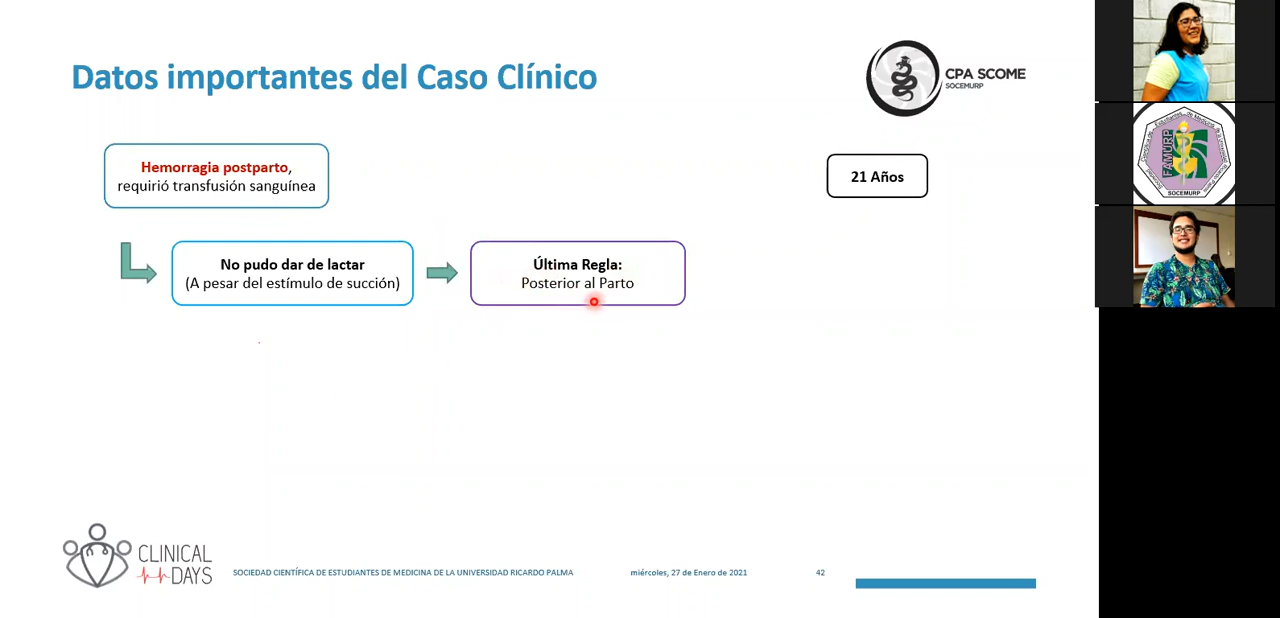 Datos importantes del Caso Clínico
CPA SCOME
SOCEMURP
Hemorragia postparto,
requirió transfusión sanguínea
21 Años
No pudo dar de lactar
(A pesar del estímulo de succión)
Última Regla:
Posterior al Parto
FAMURP
SOCEMURP
CLINICAL
DAYS
SOCIEDAD CIENTÍFICA DE ESTUDIANTES DE MEDICINA DE LA UNIVERSIDAD RICARDO PALMA
miércoles, 27 de Enero de 2021
42